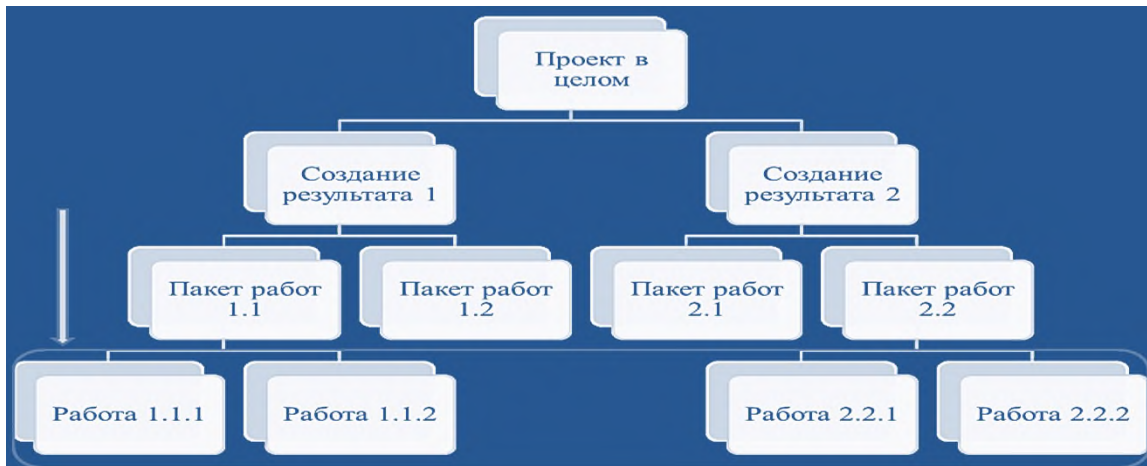 Проект в
целом
Создание
результата 1
Создание
результата 2
Пакет работ
1.1
Пакет работ
1.2
Пакет работ
2.1
Пакет работ
2.2
Работа 1.1.1
Работа 1.1.2
Работа 2.2.1
Работа 2.2.2